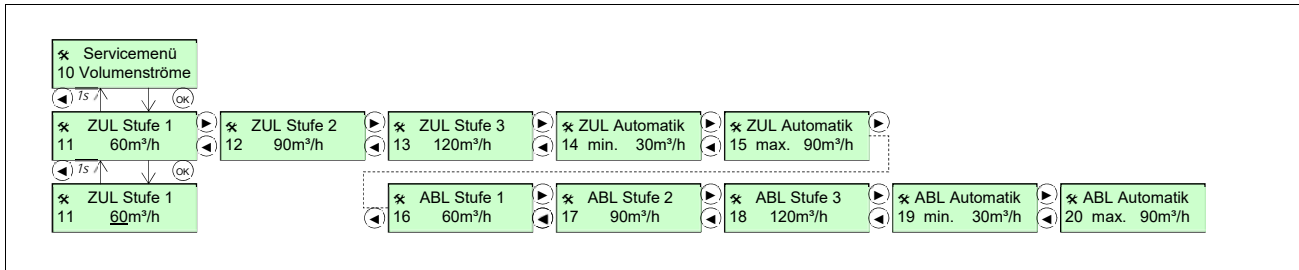 Servicemenü
10 Volumenströme
1s OK
ZUL Stufe 1
11 60m³/h
ZUL Stufe 2
12 90m³/h
ZUL Stufe 3
13 120m³/h
ZUL Automatik
14 min. 30m³/h
ZUL Automatik
15 max. 90m³/h
1s OK
ZUL Stufe 1
11 60m³/h
ABL Stufe 1
16 60m³/h
ABL Stufe 2
17 90m³/h
ABL Stufe 3
18 120m³/h
ABL Automatik
19 min. 30m³/h
ABL Automatik
20 max. 90m³/h